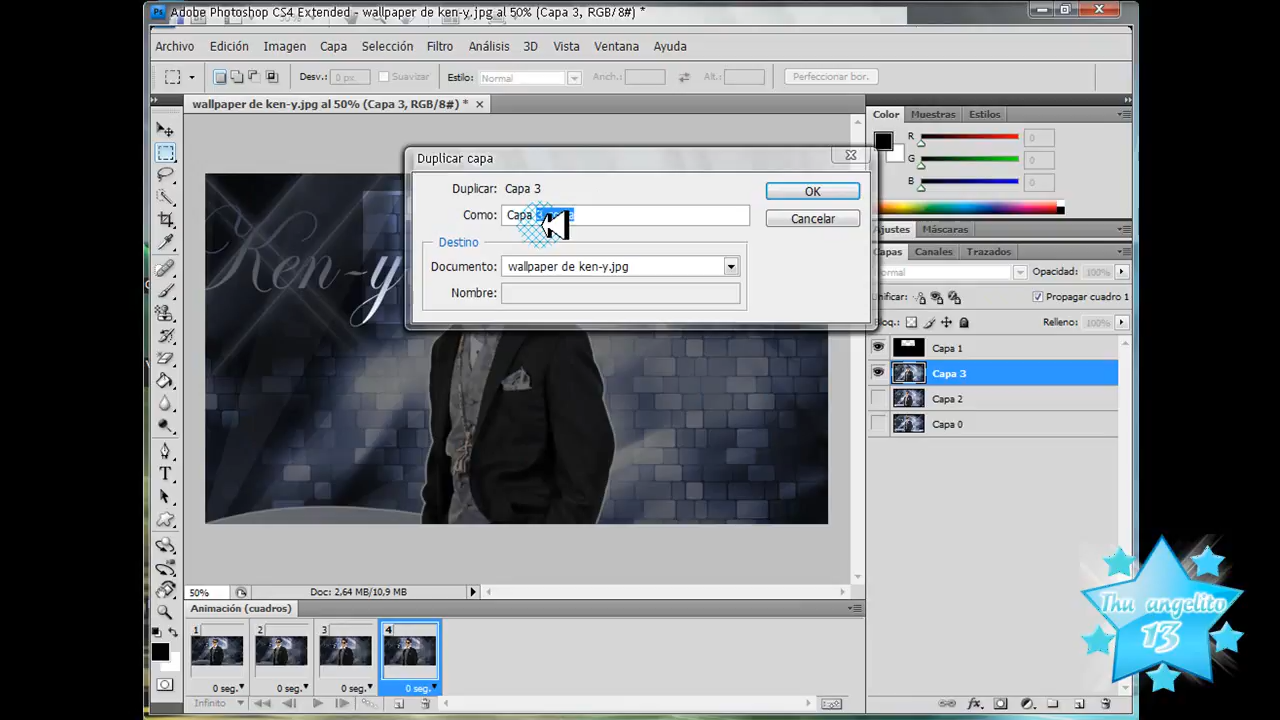 Adobe Photoshop CS4 Extended - wallpaper de ken-y.jpg al 50% (Capa 3, RGB/8#) *
Archivo Edición Imagen Capa Selección Filtro Análisis 3D Vista Ventana Ayuda
Desv.: 0 px Suavizar Estilo: Normal Anch.: Alt.: Perfeccionar bor.
wallpaper de ken-y.jpg al 50% (Capa 3, RGB/8#) *
Color Muestras Estilos
R 0
G 0
B 0
Duplicar capa
Duplicar: Capa 3
Como: Capa
OK
Cancelar
Destino
Documento: wallpaper de ken-y.jpg
Nombre:
Ken-y
Ajustes Máscaras
Capas Canales Trazados
Opacidad: 100%
Propagar cuadro 1
Relleno: 100%
Capa 1
Capa 3
Capa 2
Capa 0
50% Doc: 2,64 MB/10,9 MB
Animación (cuadros)
1 2 3 4
0 seg. 0 seg. 0 seg. 0 seg.
Infinito
Thu angelito
13